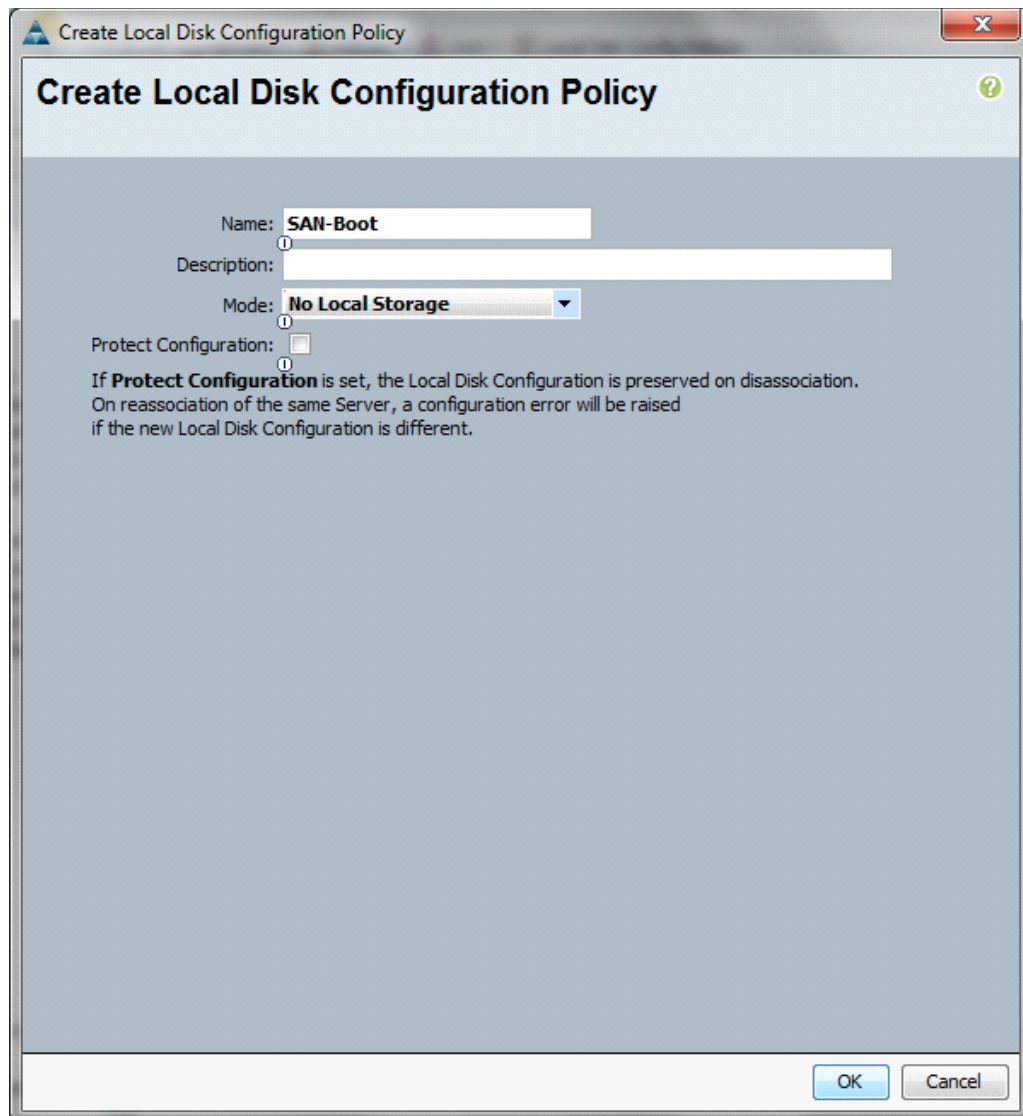 Create Local Disk Configuration Policy
Create Local Disk Configuration Policy
Name: SAN-Boot
Description:
Mode: No Local Storage
Protect Configuration:
If Protect Configuration is set, the Local Disk Configuration is preserved on disassociation.
On reassociation of the same Server, a configuration error will be raised
if the new Local Disk Configuration is different.
OK Cancel